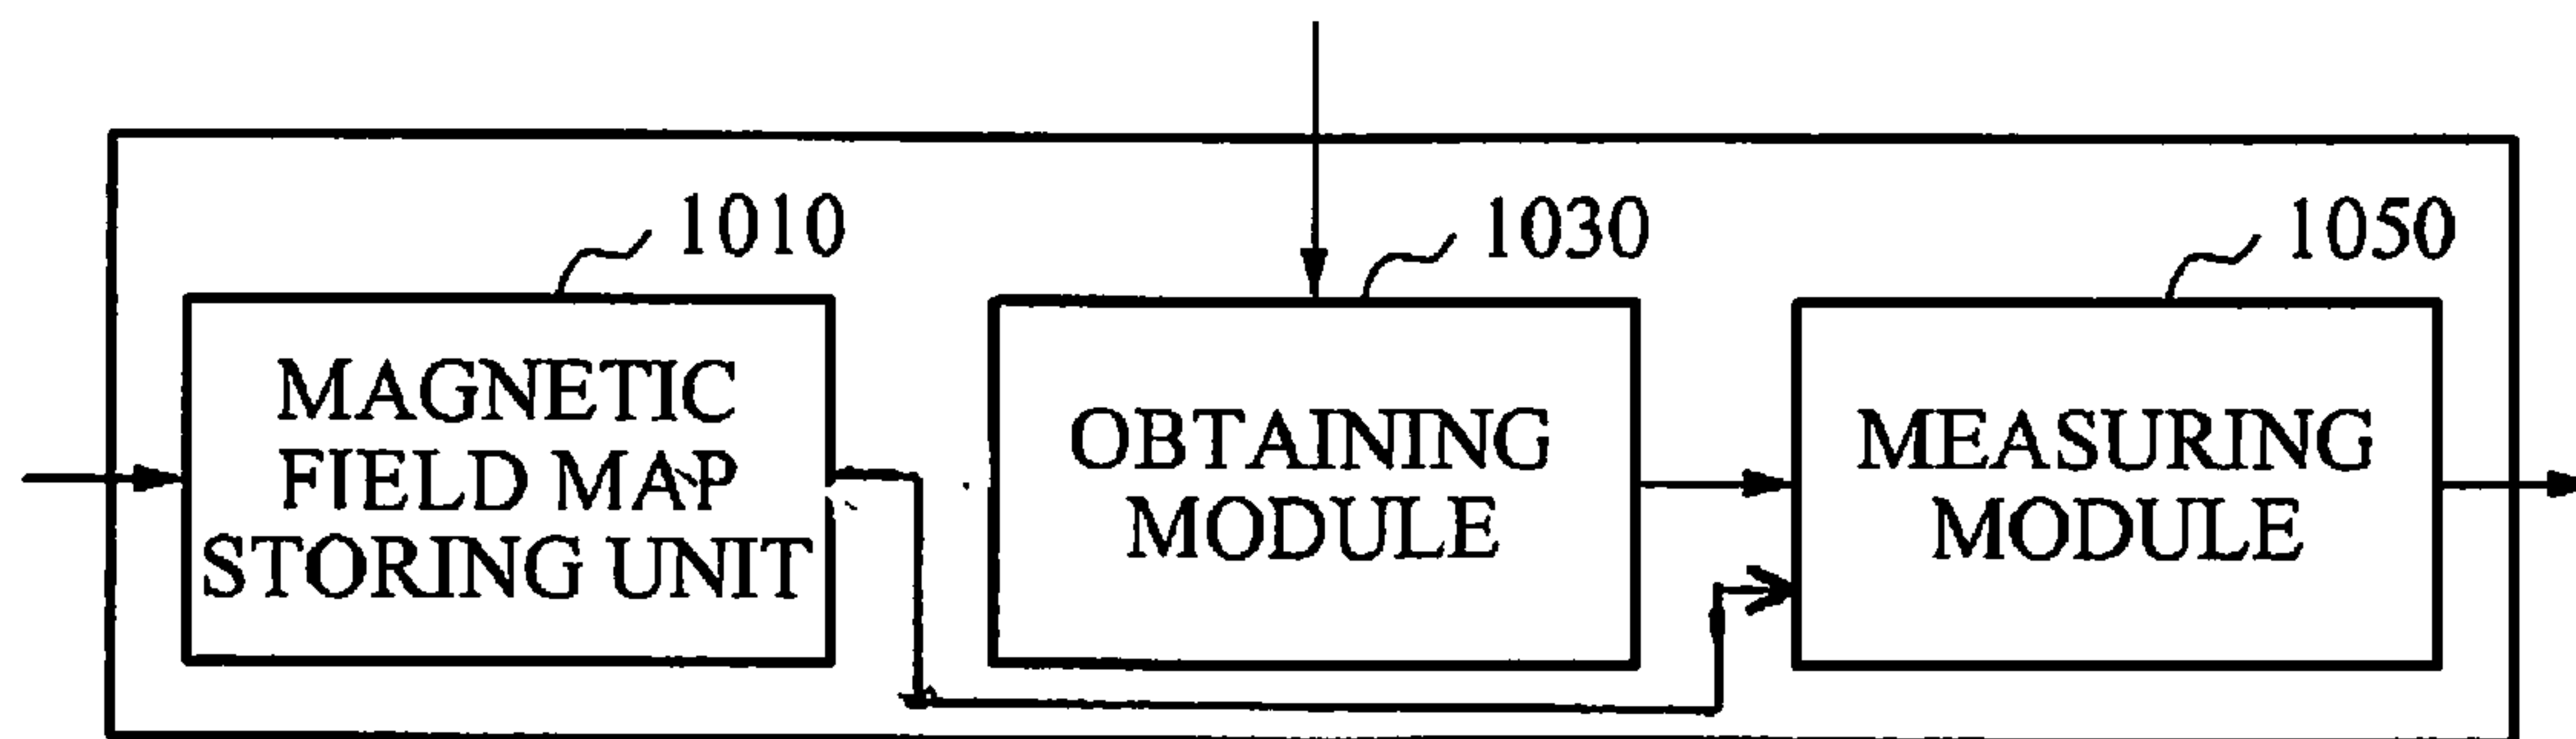 1010
1030
1050
MAGNETIC
FIELD MAP
STORING UNIT
OBTAINING
MODULE
MEASURING
MODULE